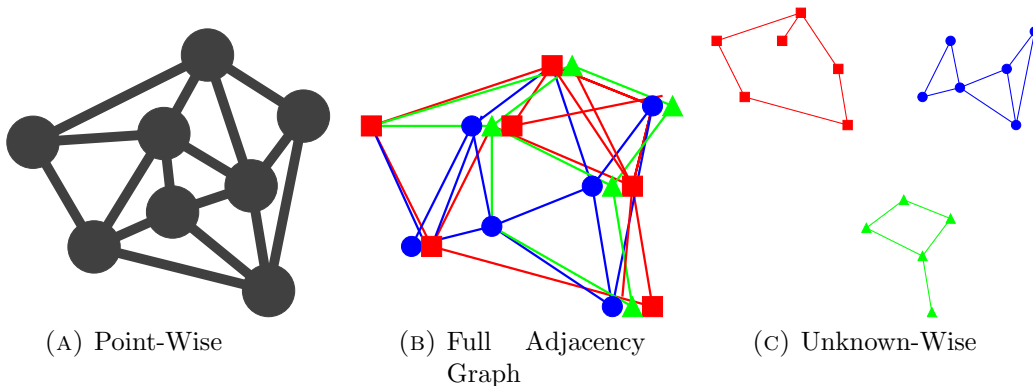 (A) Point-Wise
(B) Full Adjacency
Graph
(C) Unknown-Wise